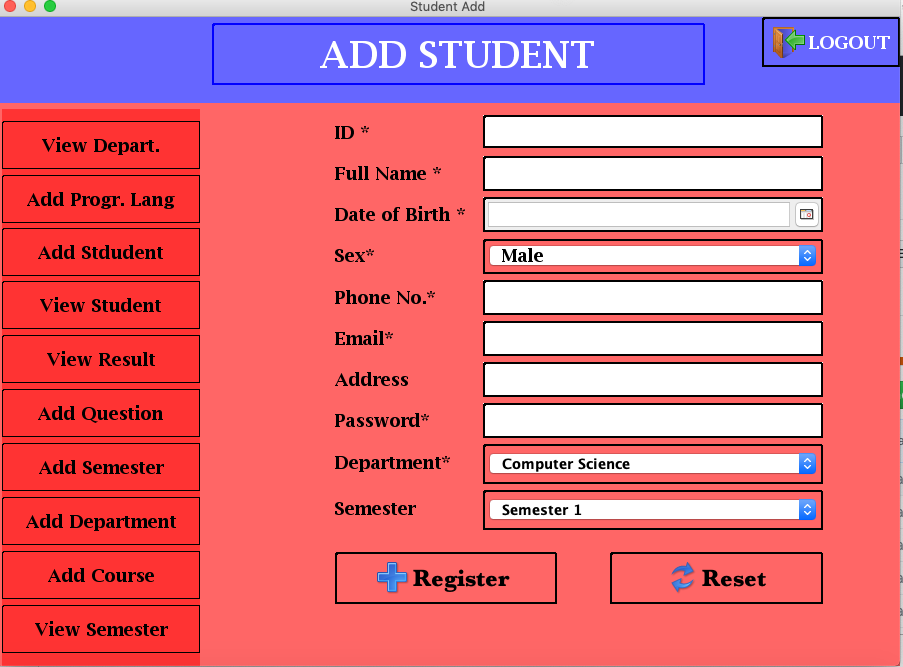 Student Add
ADD STUDENT
LOGOUT
View Depart.
Add Progr. Lang
Add Stdudent
View Student
View Result
Add Question
Add Semester
Add Department
Add Course
View Semester
ID *
Full Name *
Date of Birth *
Sex* Male
Phone No.*
Email*
Address
Password*
Department* Computer Science
Semester Semester 1
Register Reset